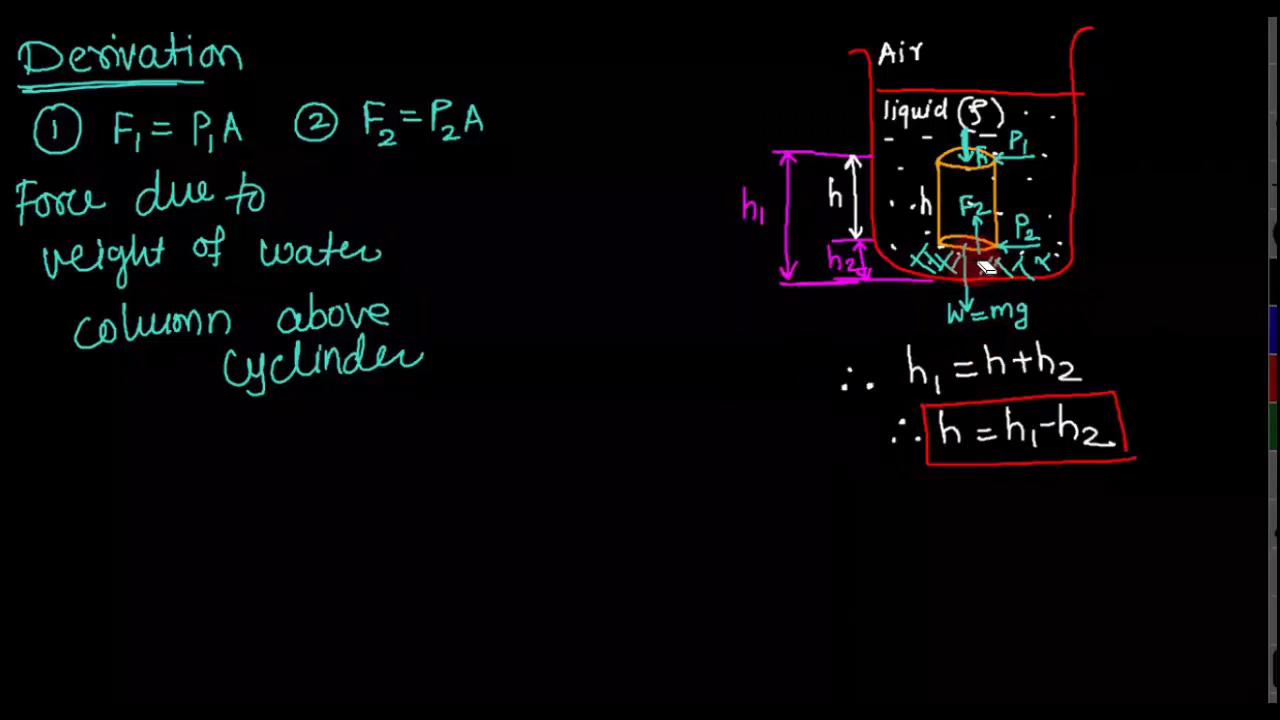 Derivation
① F₁ = P₁A ② F₂ = P₂A
Force due to
weight of water
column above
cyclinder
Air
liquid (ρ)
P₁
h₁
h
h
F₂
P₂
h₂
W = mg
∴ h₁ = h + h₂
∴ h = h₁ - h₂